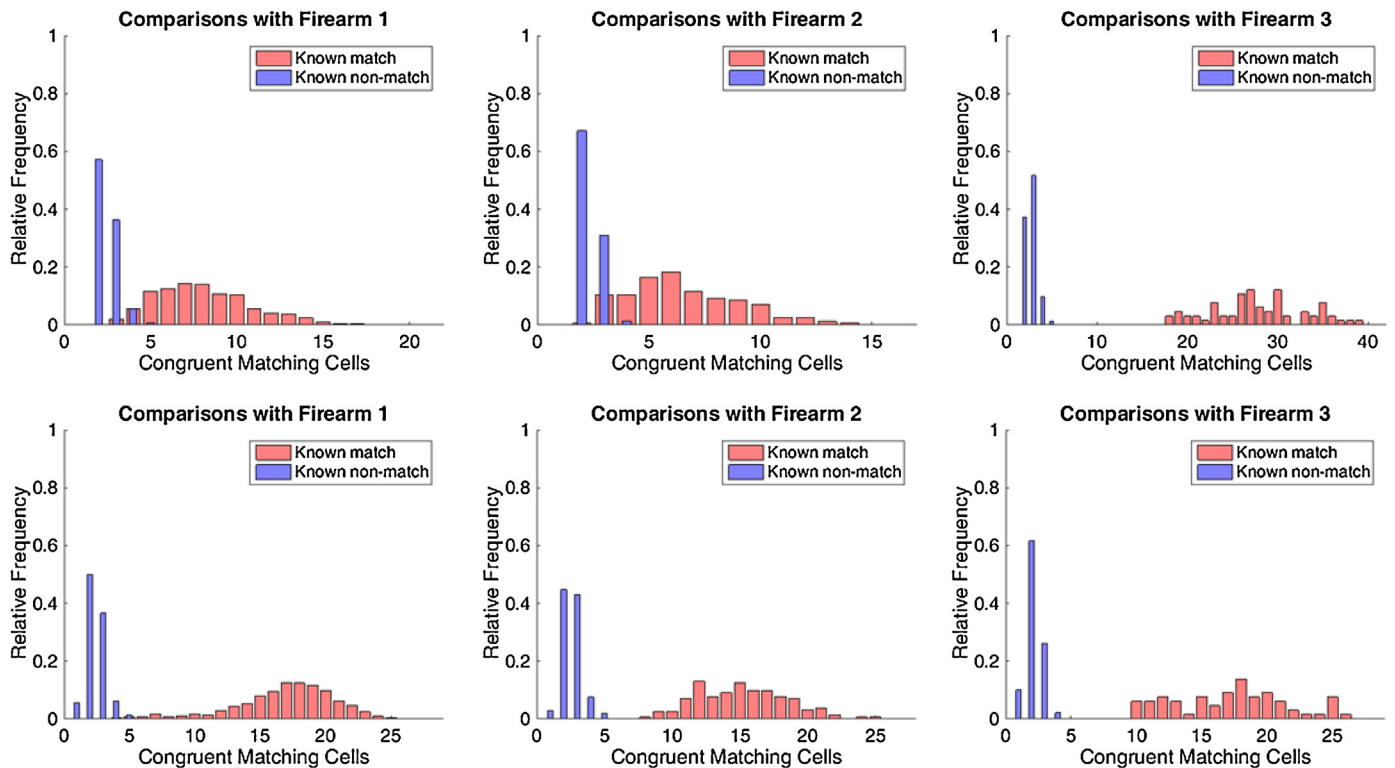 Comparisons with Firearm 1
Known match
Known non-match
1
0.8
0.6
0.4
0.2
0
Relative Frequency
0 5 10 15 20
Congruent Matching Cells
Comparisons with Firearm 2
Known match
Known non-match
1
0.8
0.6
0.4
0.2
0
Relative Frequency
0 5 10 15
Congruent Matching Cells
Comparisons with Firearm 3
Known match
Known non-match
1
0.8
0.6
0.4
0.2
0
Relative Frequency
0 10 20 30 40
Congruent Matching Cells
Comparisons with Firearm 1
Known match
Known non-match
1
0.8
0.6
0.4
0.2
0
Relative Frequency
0 5 10 15 20 25
Congruent Matching Cells
Comparisons with Firearm 2
Known match
Known non-match
1
0.8
0.6
0.4
0.2
0
Relative Frequency
0 5 10 15 20 25
Congruent Matching Cells
Comparisons with Firearm 3
Known match
Known non-match
1
0.8
0.6
0.4
0.2
0
Relative Frequency
0 5 10 15 20 25
Congruent Matching Cells